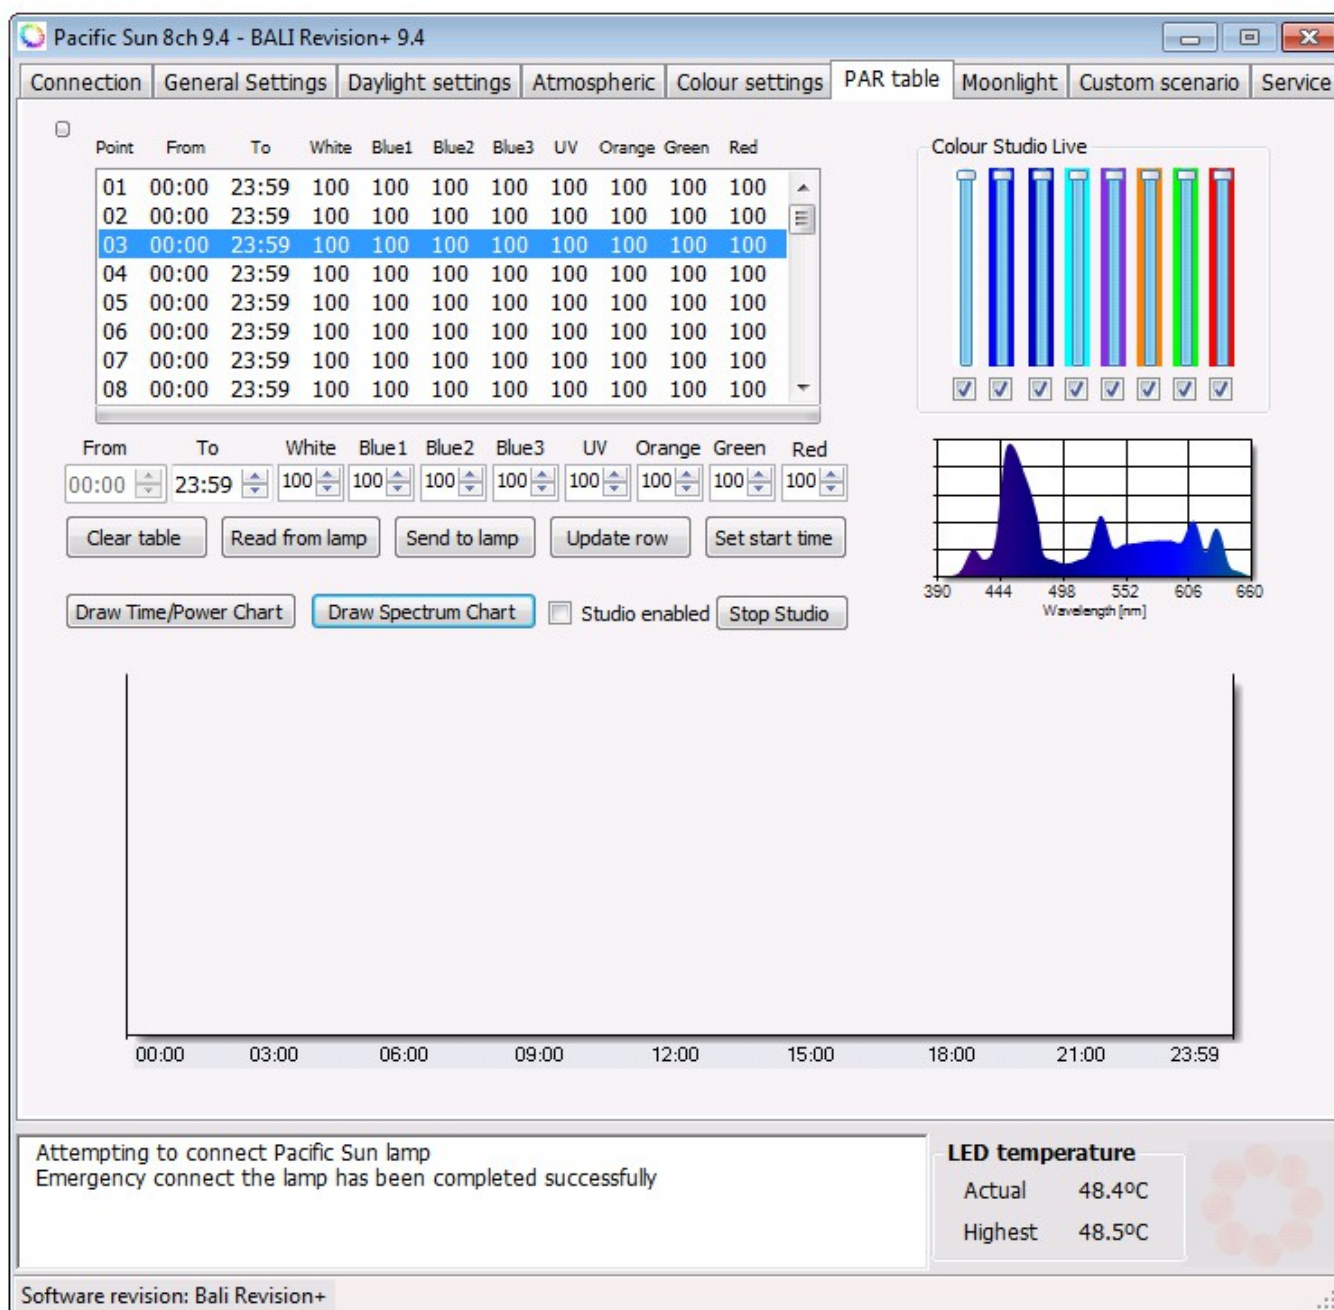 Pacific Sun 8ch 9.4 - BALI Revision+ 9.4
Connection General Settings Daylight settings Atmospheric Colour settings PAR table Moonlight Custom scenario Service
Point From To White Blue1 Blue2 Blue3 UV Orange Green Red
01 00:00 23:59 100 100 100 100 100 100 100 100
02 00:00 23:59 100 100 100 100 100 100 100 100
03 00:00 23:59 100 100 100 100 100 100 100 100
04 00:00 23:59 100 100 100 100 100 100 100 100
05 00:00 23:59 100 100 100 100 100 100 100 100
06 00:00 23:59 100 100 100 100 100 100 100 100
07 00:00 23:59 100 100 100 100 100 100 100 100
08 00:00 23:59 100 100 100 100 100 100 100 100
Colour Studio Live
From To White Blue1 Blue2 Blue3 UV Orange Green Red
00:00 23:59 100 100 100 100 100 100 100 100
Clear table Read from lamp Send to lamp Update row Set start time
Draw Time/Power Chart Draw Spectrum Chart Studio enabled Stop Studio
390 444 498 552 606 660
Wavelength [nm]
00:00 03:00 06:00 09:00 12:00 15:00 18:00 21:00 23:59
Attempting to connect Pacific Sun lamp
Emergency connect the lamp has been completed successfully
LED temperature
Actual 48.4ºC
Highest 48.5ºC
Software revision: Bali Revision+